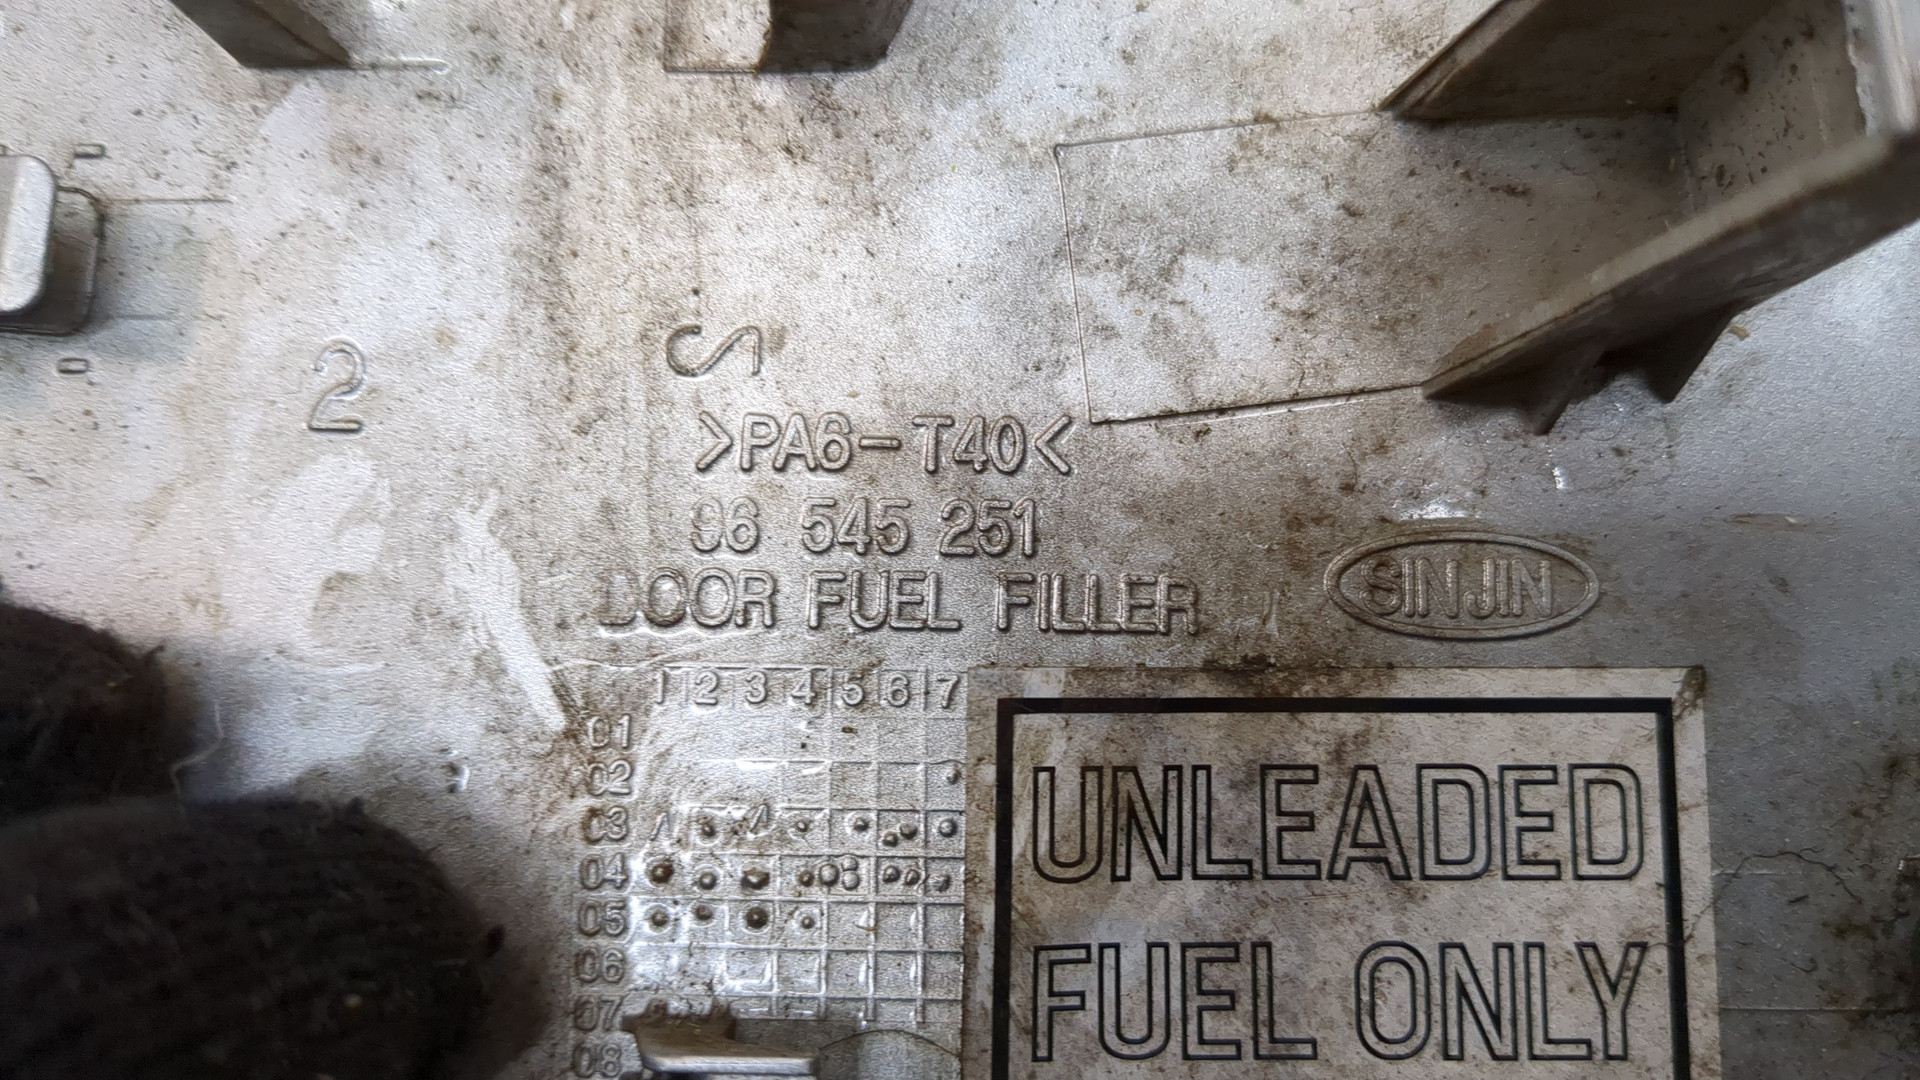 2
S
>PA6-T40<
96 545 251
DOOR FUEL FILLER
SINJIN
1 2 3 4 5 6 7
01
02
03
04
05
06
07
08
UNLEADED
FUEL ONLY